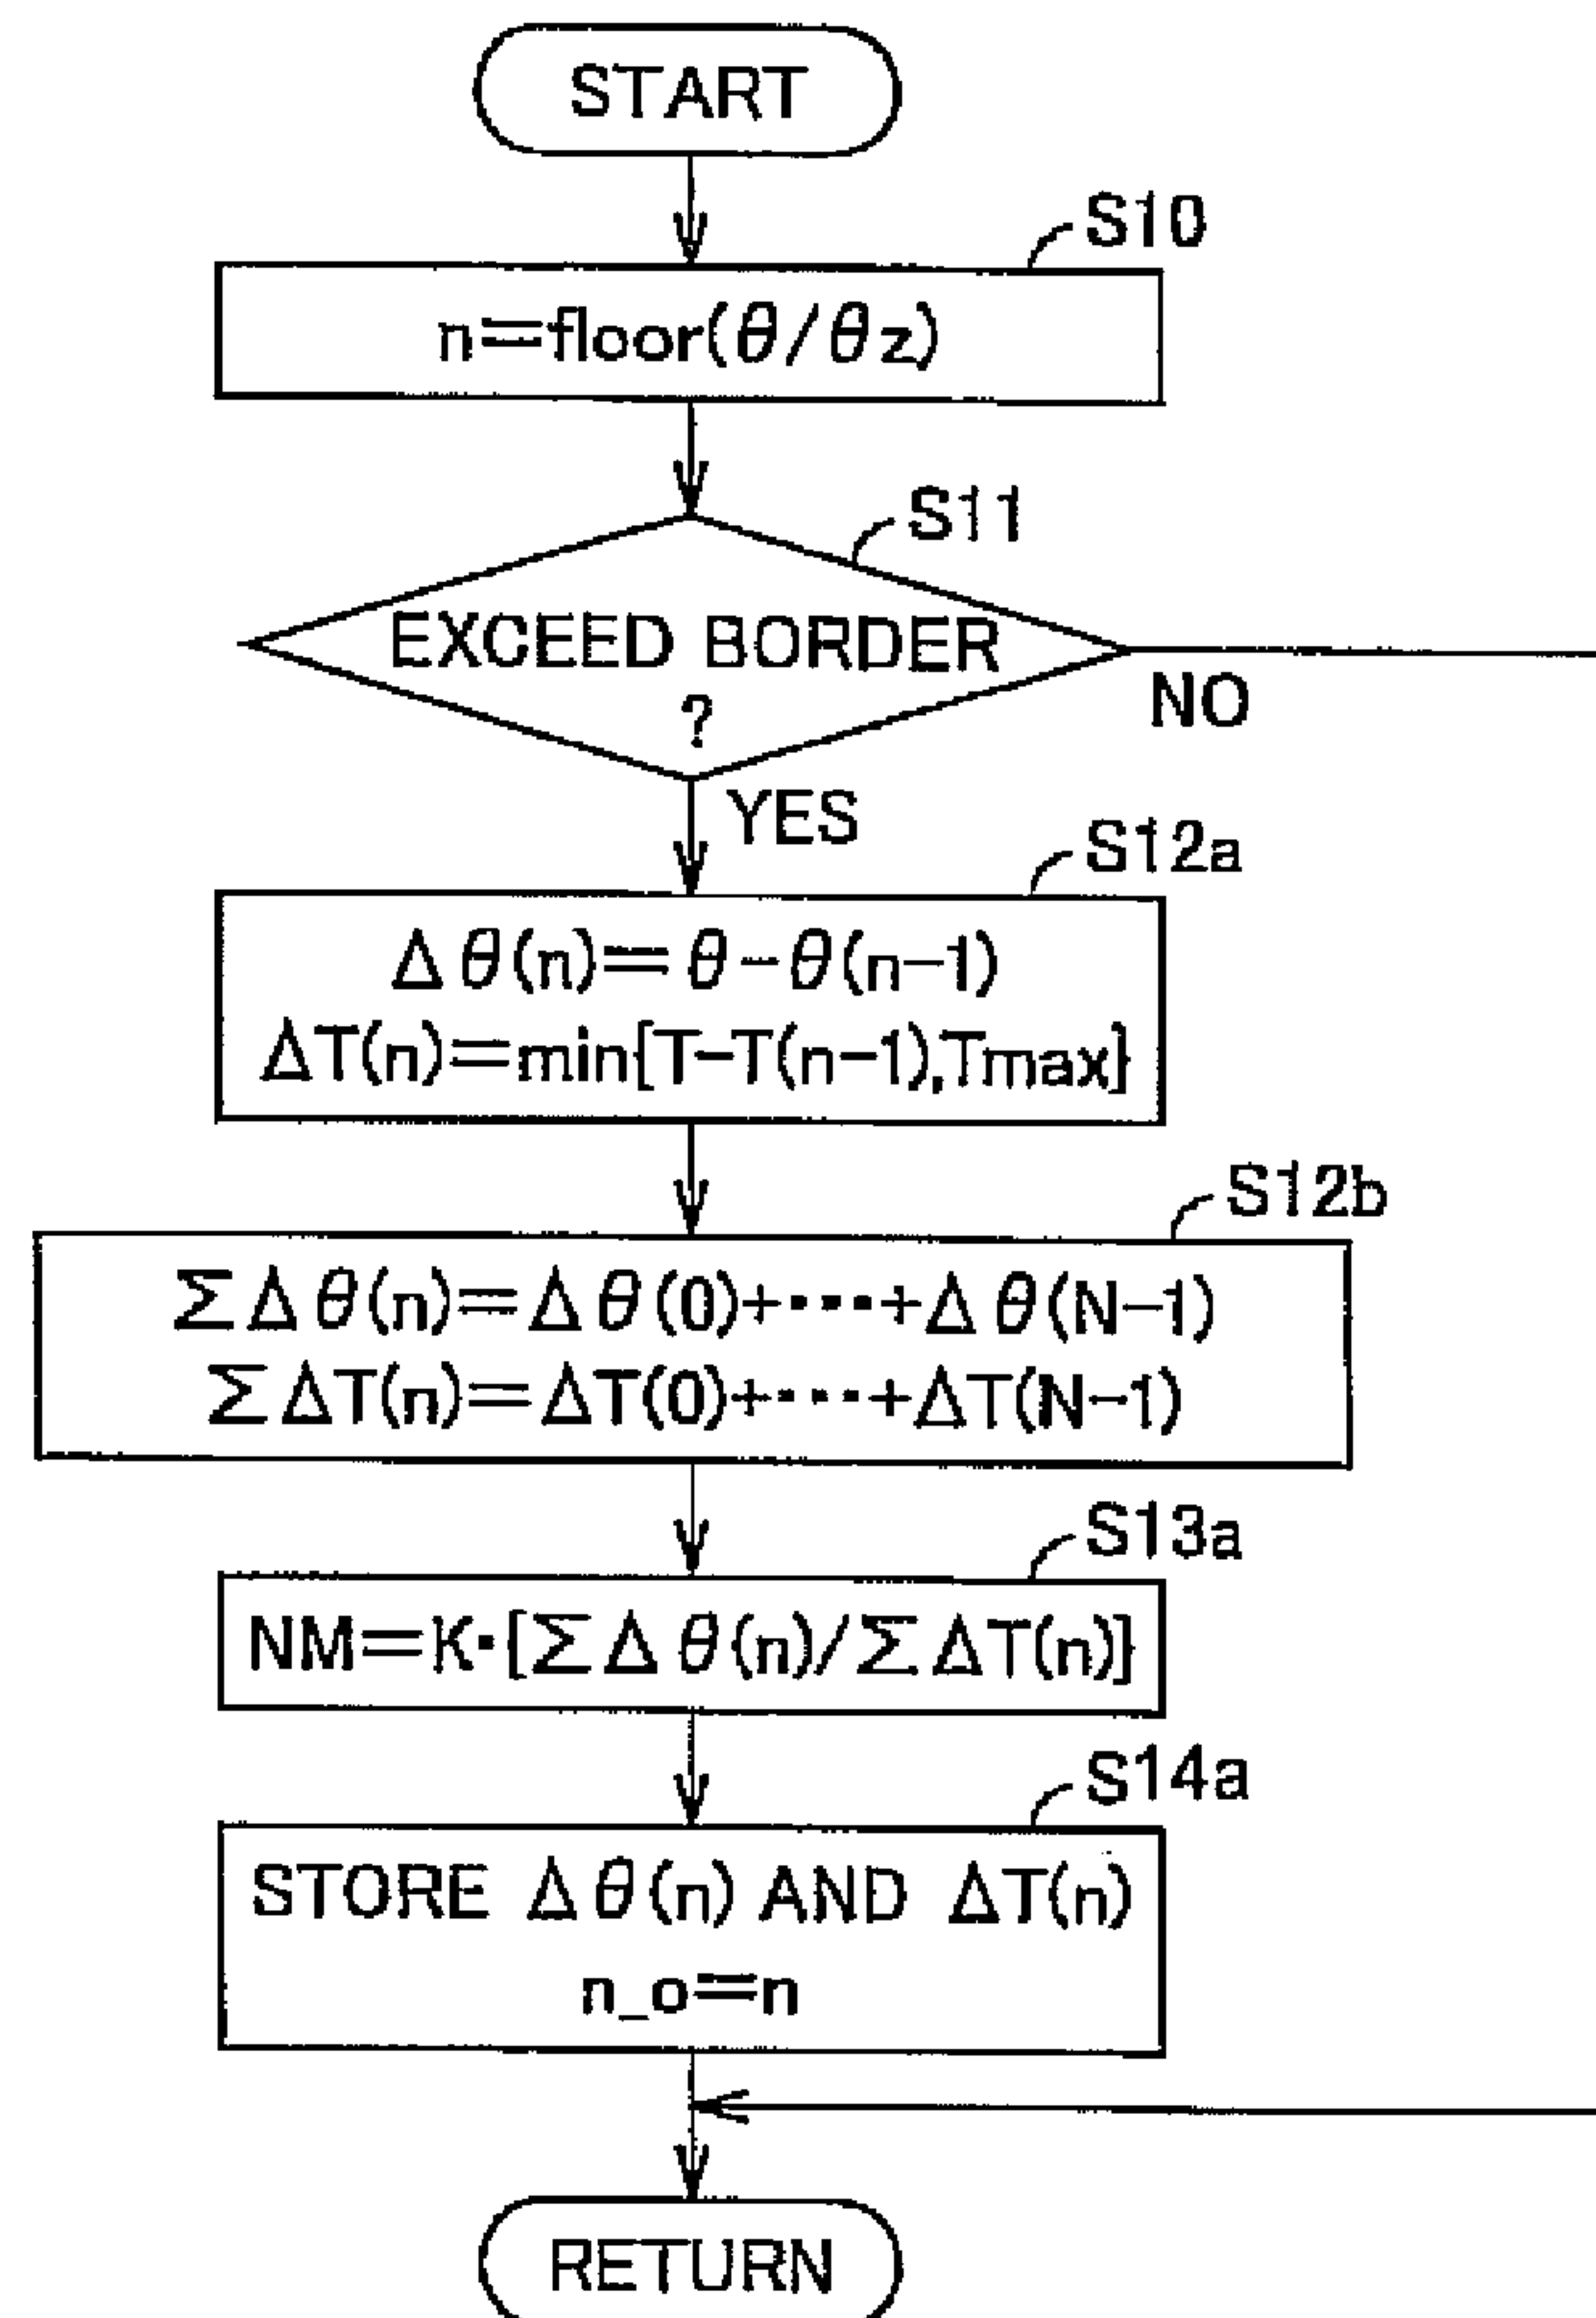 START
S10
n=floor(θ/θz)
S11
EXCEED BORDER
?
NO
YES
S12a
Δθ(n)=θ-θ(n-1)
ΔT(n)=min{T-T(n-1),Tmax}
S12b
ΣΔθ(n)=Δθ(0)+····+Δθ(N-1)
ΣΔT(n)=ΔT(0)+····+ΔT(N-1)
S13a
NM=K·{ΣΔθ(n)/ΣΔT(n)}
S14a
STORE Δθ(n) AND ΔT(n)
n_o=n
RETURN